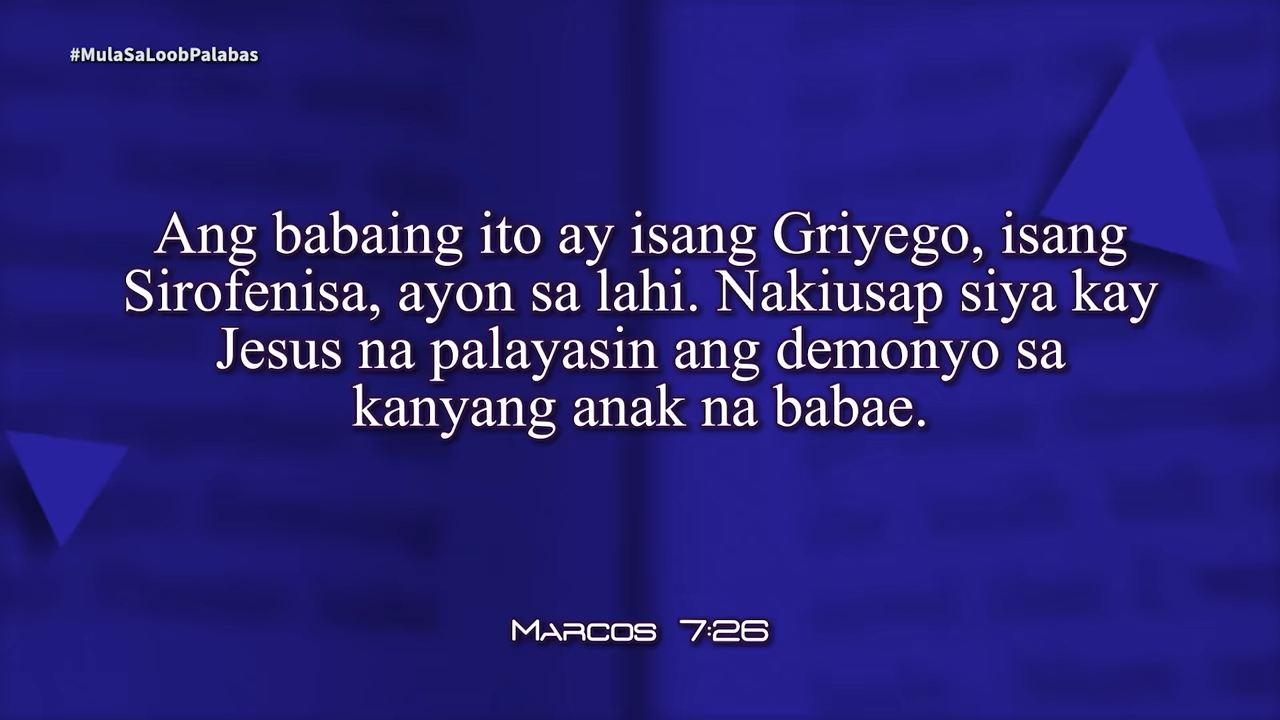 #MulaSaLoobPalabas
Ang babaing ito ay isang Griyego, isang
Sirofenisa, ayon sa lahi. Nakiusap siya kay
Jesus na palayasin ang demonyo sa
kanyang anak na babae.
Marcos 7:26